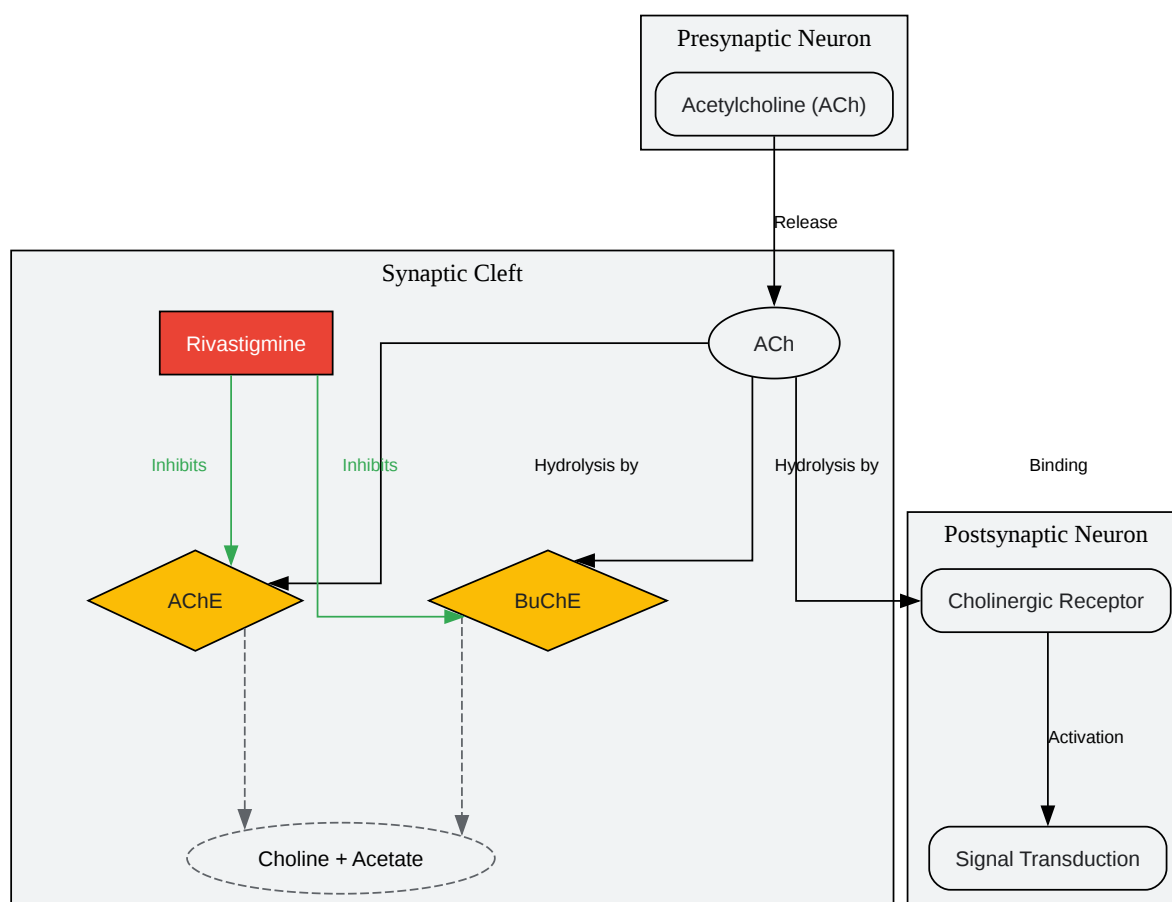 Presynaptic Neuron
Acetylcholine (ACh)
Release
Synaptic Cleft
Rivastigmine
ACh
Inhibits
Inhibits
Hydrolysis by
Hydrolysis by
Binding
Postsynaptic Neuron
AChE
BuChE
Cholinergic Receptor
Activation
Choline + Acetate
Signal Transduction